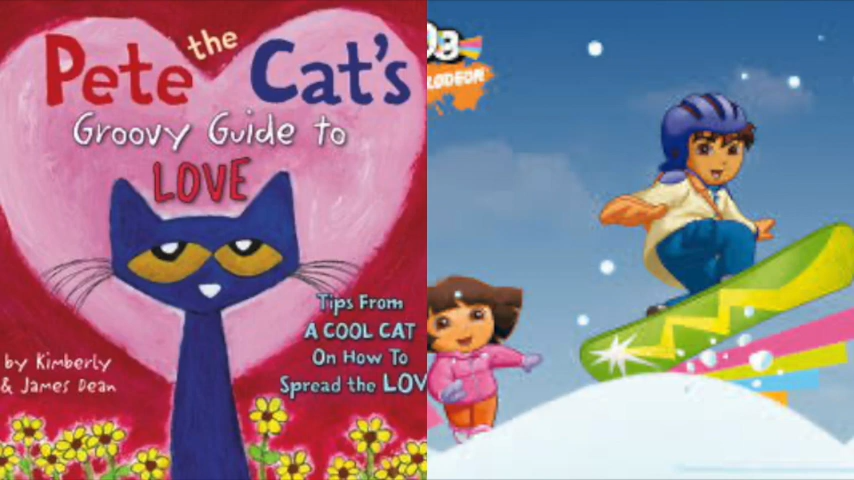 Pete the Cat's
Groovy Guide to
LOVE
Tips From
A COOL CAT
On How To
Spread the LOV
by Kimberly
& James Dean
LODEON